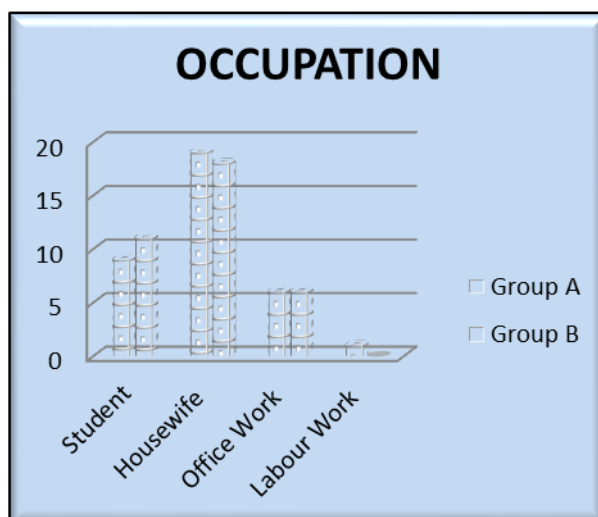 OCCUPATION
20
15
10
5
0
Student
Housewife
Office Work
Labour Work
Group A
Group B